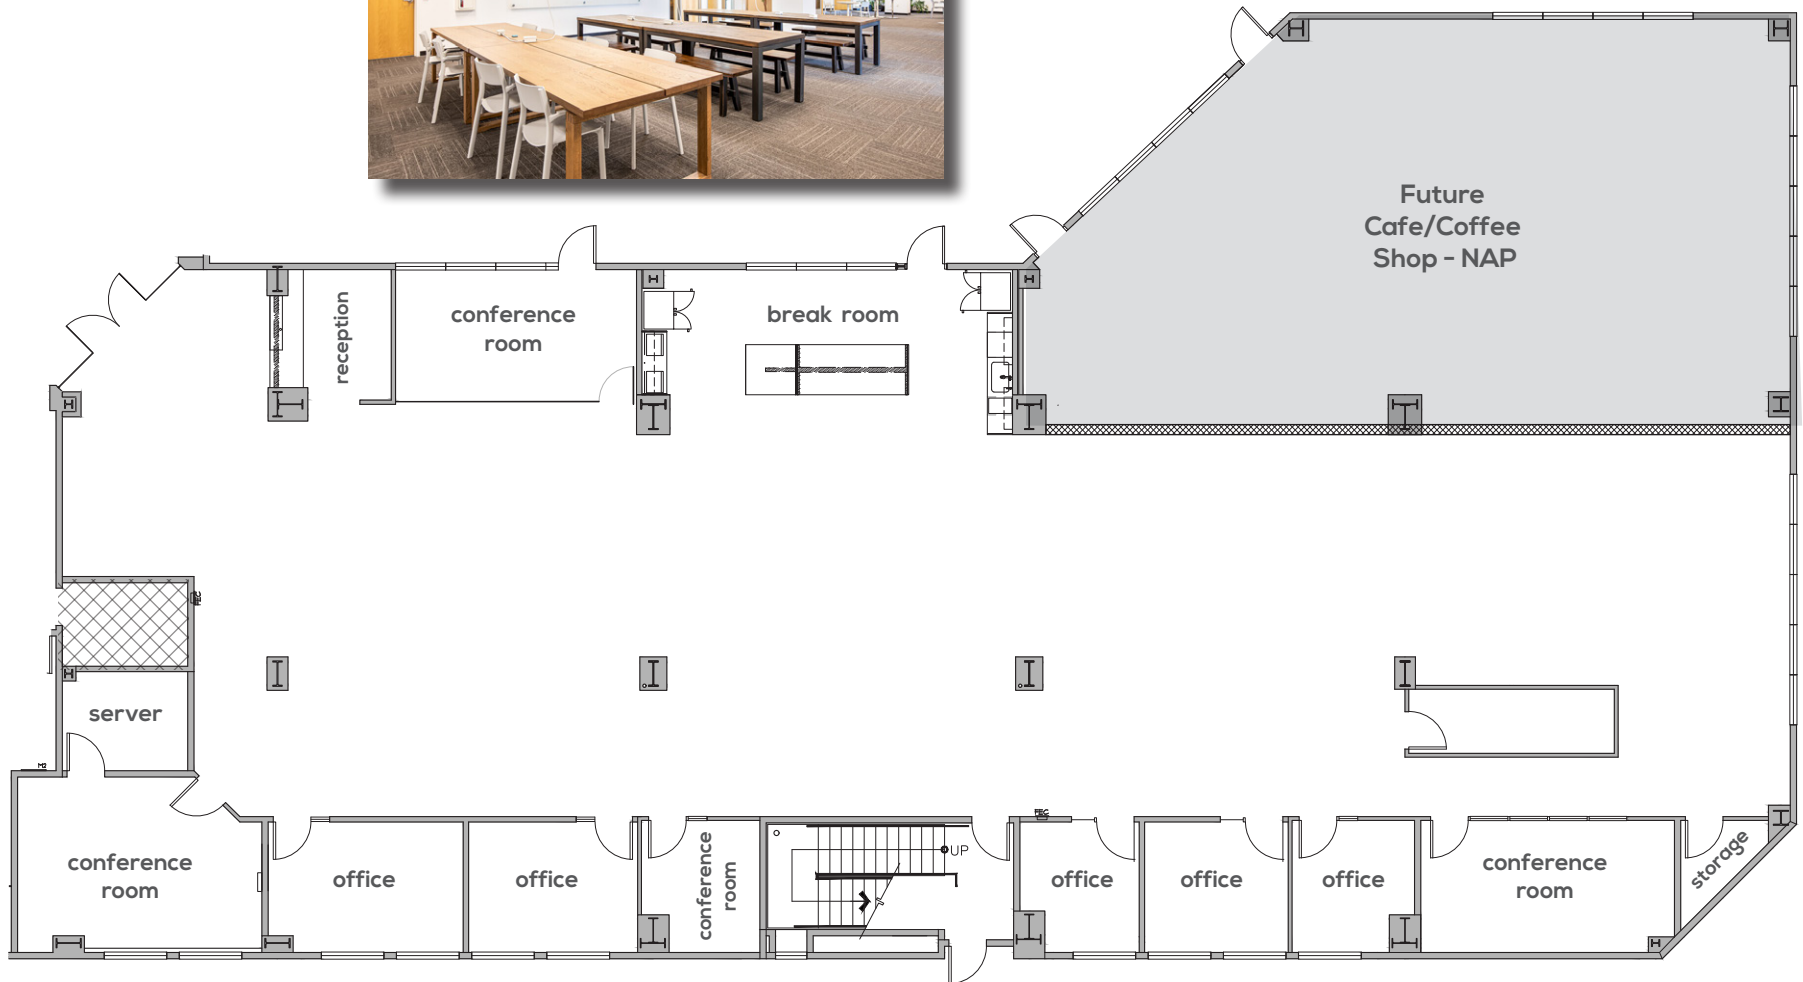 Future
Cafe/Coffee
Shop - NAP
reception
conference
room
break room
FEC
server
conference
room
office
office
conference
room
UP
FEC
office
office
office
conference
room
storage